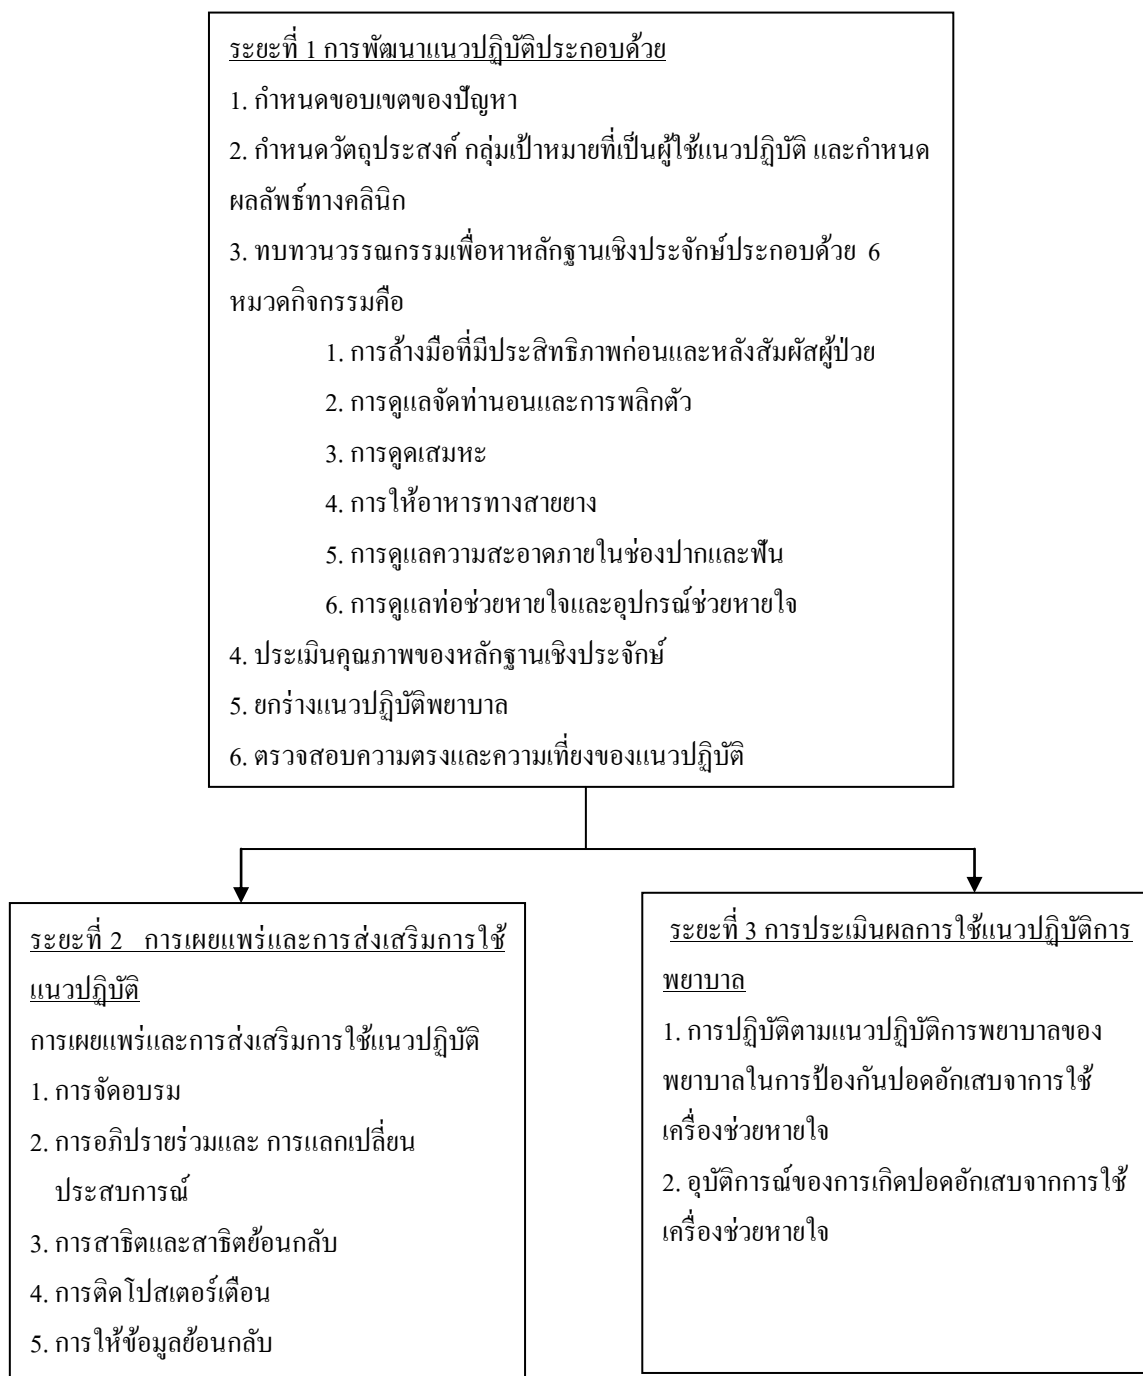 ระยะที่ 1 การพัฒนาแนวปฏิบัติประกอบด้วย
1. กำหนดขอบเขตของปัญหา
2. กำหนดวัตถุประสงค์ กลุ่มเป้าหมายที่เป็นผู้ใช้แนวปฏิบัติ และกำหนด
ผลลัพธ์ทางคลินิก
3. ทบทวนวรรณกรรมเพื่อหาหลักฐานเชิงประจักษ์ประกอบด้วย 6
หมวดกิจกรรมคือ
1. การล้างมือที่มีประสิทธิภาพก่อนและหลังสัมผัสผู้ป่วย
2. การดูแลจัดท่านอนและการพลิกตัว
3. การดูดเสมหะ
4. การให้อาหารทางสายยาง
5. การดูแลความสะอาดภายในช่องปากและฟัน
6. การดูแลท่อช่วยหายใจและอุปกรณ์ช่วยหายใจ
4. ประเมินคุณภาพของหลักฐานเชิงประจักษ์
5. ยกร่างแนวปฏิบัติพยาบาล
6. ตรวจสอบความตรงและความเที่ยงของแนวปฏิบัติ
ระยะที่ 2 การเผยแพร่และการส่งเสริมการใช้
แนวปฏิบัติ
การเผยแพร่และการส่งเสริมการใช้แนวปฏิบัติ
1. การจัดอบรม
2. การอภิปรายร่วมและ การแลกเปลี่ยน
ประสบการณ์
3. การสาธิตและสาธิตย้อนกลับ
4. การติดโปสเตอร์เตือน
5. การให้ข้อมูลย้อนกลับ
ระยะที่ 3 การประเมินผลการใช้แนวปฏิบัติการ
พยาบาล
1. การปฏิบัติตามแนวปฏิบัติการพยาบาลของ
พยาบาลในการป้องกันปอดอักเสบจาการใช้
เครื่องช่วยหายใจ
2. อุบัติการณ์ของการเกิดปอดอักเสบจากการใช้
เครื่องช่วยหายใจ